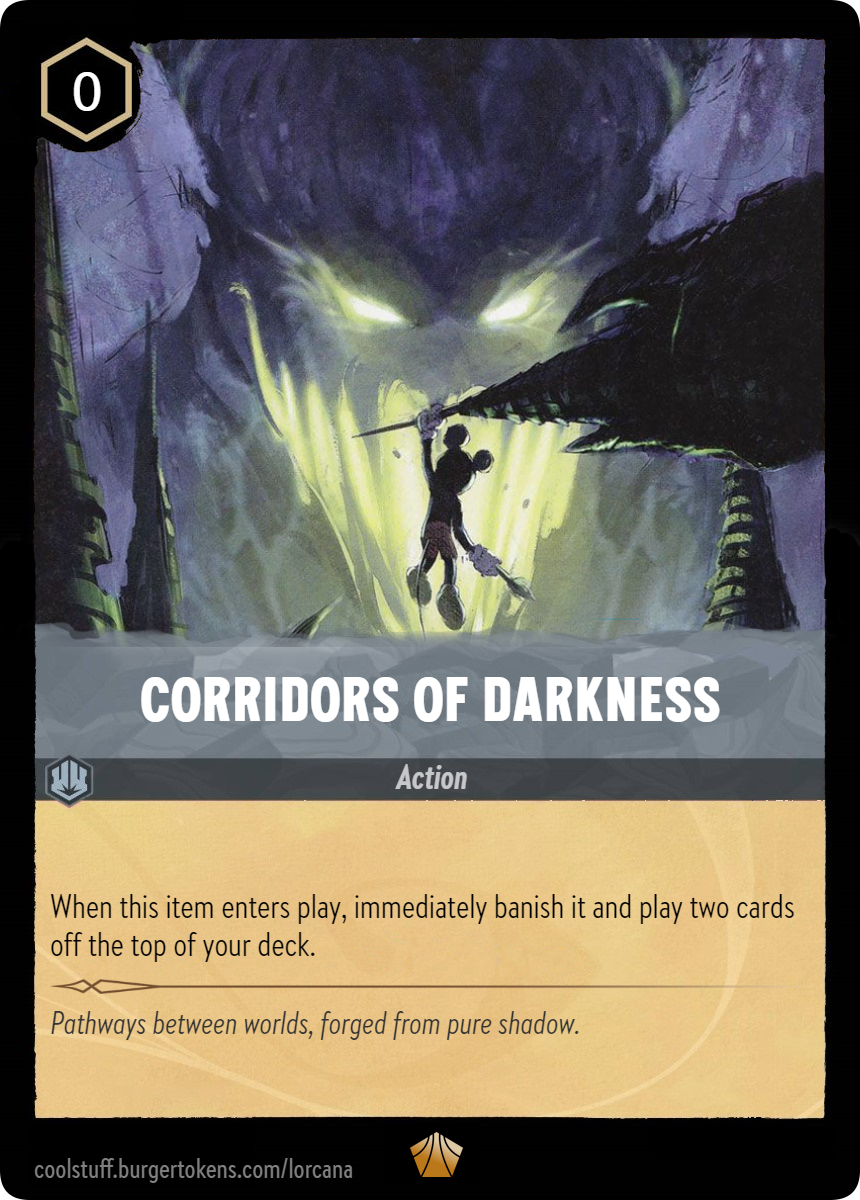 0
CORRIDORS OF DARKNESS
Action
When this item enters play, immediately banish it and play two cards
off the top of your deck.
Pathways between worlds, forged from pure shadow.
coolstuff.burgertokens.com/lorcana